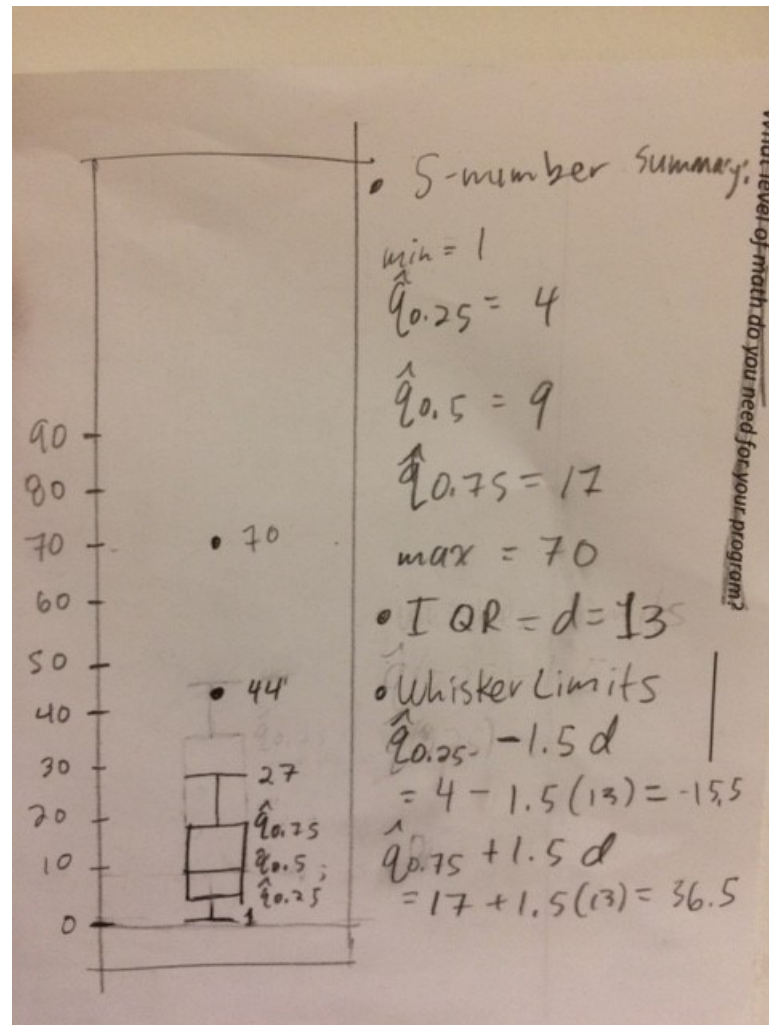 • 5-number summary:
min = 1
q̂0.25 = 4
q̂0.5 = 9
q̂0.75 = 17
max = 70
• IQR = d = 13
• Whisker Limits
q̂0.25 - 1.5 d
= 4 - 1.5(13) = -15.5
q̂0.75 + 1.5 d
= 17 + 1.5(13) = 36.5
90
80
70
60
50
40
30
20
10
0
70
44
27
q̂0.75
q̂0.5
q̂0.25
1
What level of math do you need for your program?